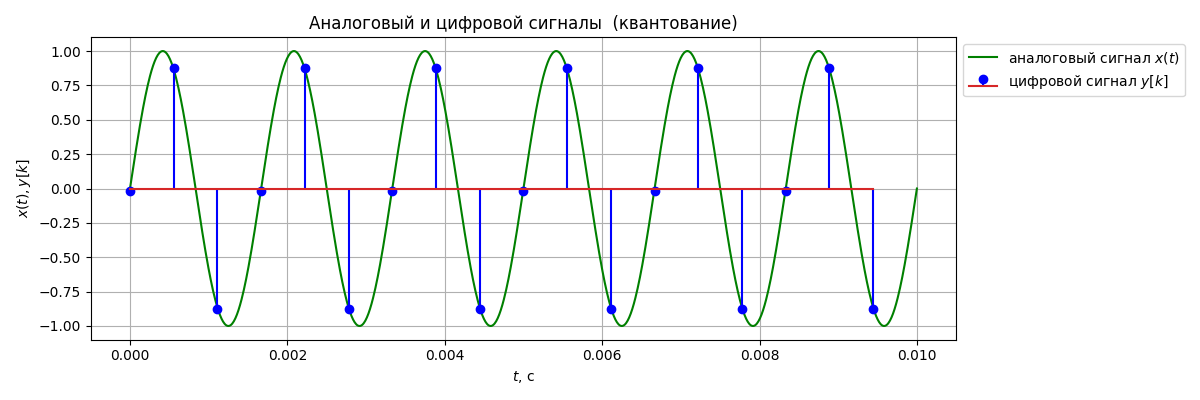 Аналоговый и цифровой сигналы  (квантование)
1.00
0.75
0.50
0.25
0.00
−0.25
−0.50
−0.75
−1.00
x(t), y[k]
0.000 0.002 0.004 0.006 0.008 0.010
t, с
аналоговый сигнал x(t)
цифровой сигнал y[k]